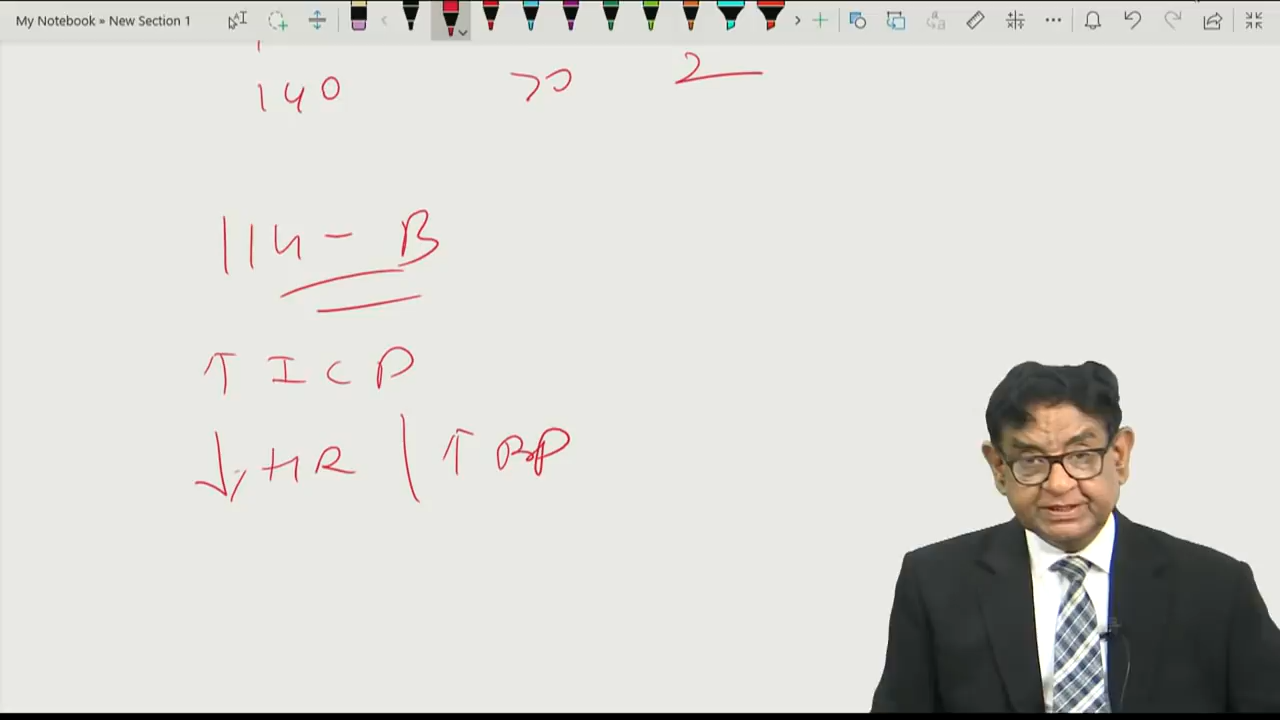 My Notebook » New Section 1
140 70 2
114 - B
↑ ICP
↓ HR | ↑ BP